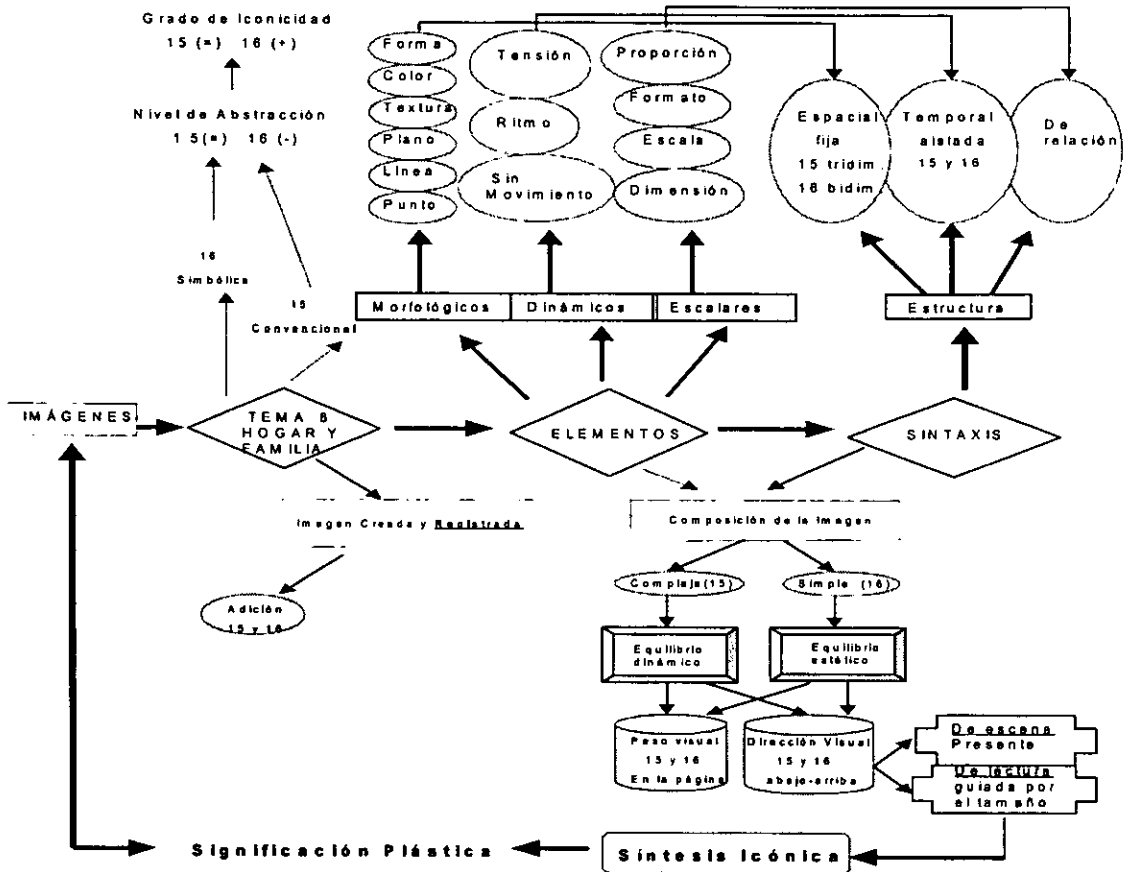 Grado de Iconicidad
15 (=) 16 (+)
Nivel de Abstracción
15(=) 16 (-)
16
Simbólica
15
Convencional
Forma
Color
Textura
Plano
Línea
Punto
Tensión
Ritmo
Sin
Movimiento
Proporción
Formato
Escala
Dimensión
Espacial
fija
15 tridim
16 bidim
Temporal
aislada
15 y 16
De
relación
Morfológicos
Dinámicos
Escalares
Estructura
IMÁGENES
TEMA 8
HOGAR Y
FAMILIA
ELEMENTOS
SINTAXIS
Imagen Creada y Registrada
Adición
15 y 16
Composición de la Imagen
Compleja(15)
Simple (16)
Equilibrio
dinámico
Equilibrio
estático
Peso visual
15 y 16
En la página
Dirección Visual
15 y 16
abajo-arriba
De escena
Presente
De lectura
guiada por
el tamaño
Significación Plástica
Síntesis Icónica